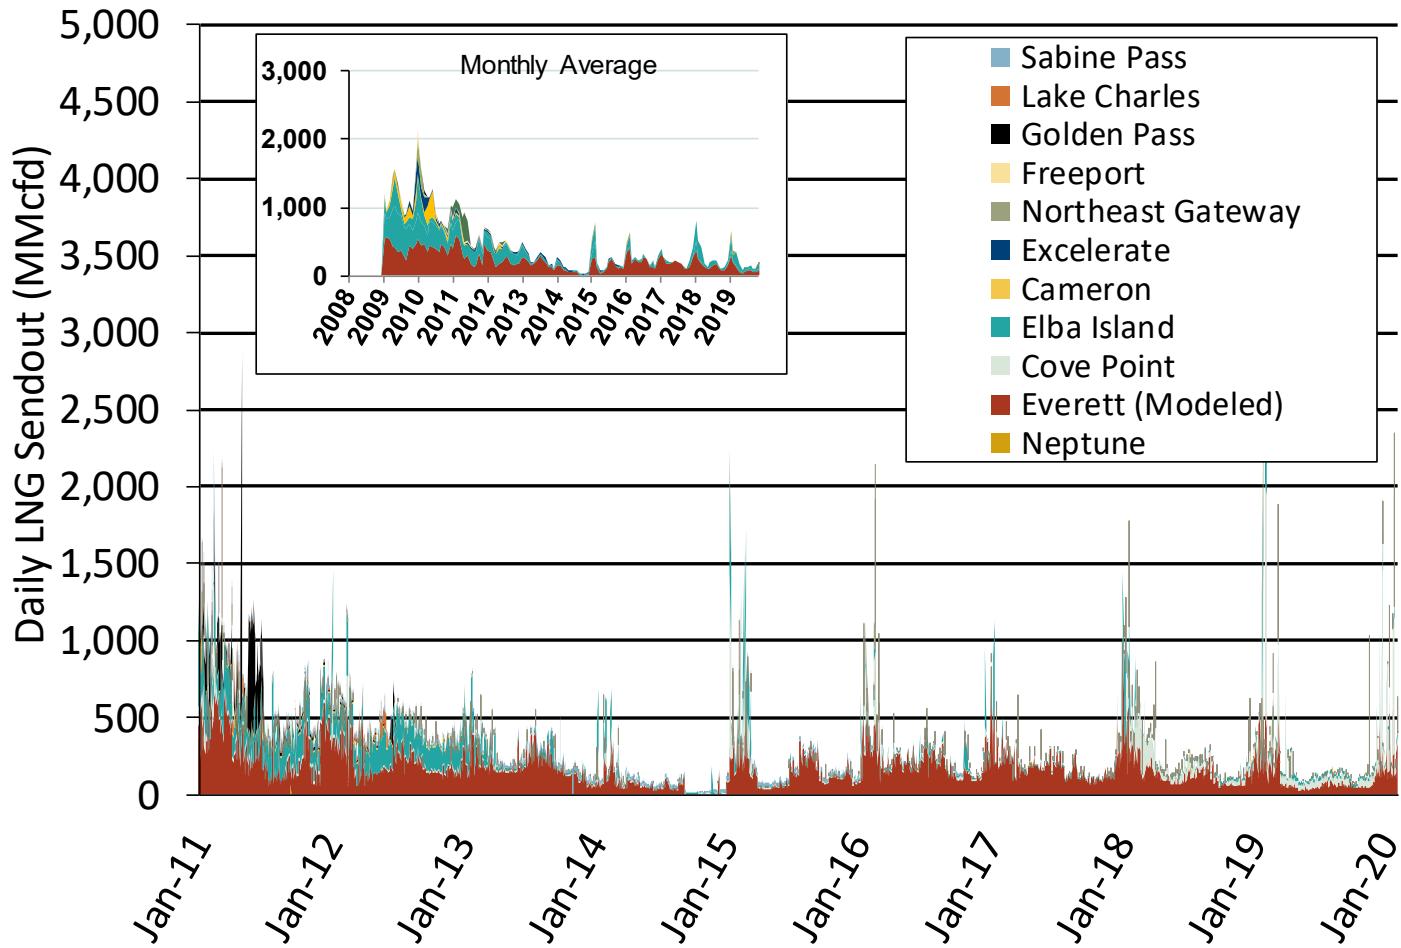 Daily LNG Sendout (MMcfd)
5,000
4,500
4,000
3,500
3,000
2,500
2,000
1,500
1,000
500
0
Monthly Average
3,000
2,000
1,000
0
2008
2009
2010
2011
2012
2013
2014
2015
2016
2017
2018
2019
Sabine Pass
Lake Charles
Golden Pass
Freeport
Northeast Gateway
Excelerate
Cameron
Elba Island
Cove Point
Everett (Modeled)
Neptune
Jan-11
Jan-12
Jan-13
Jan-14
Jan-15
Jan-16
Jan-17
Jan-18
Jan-19
Jan-20